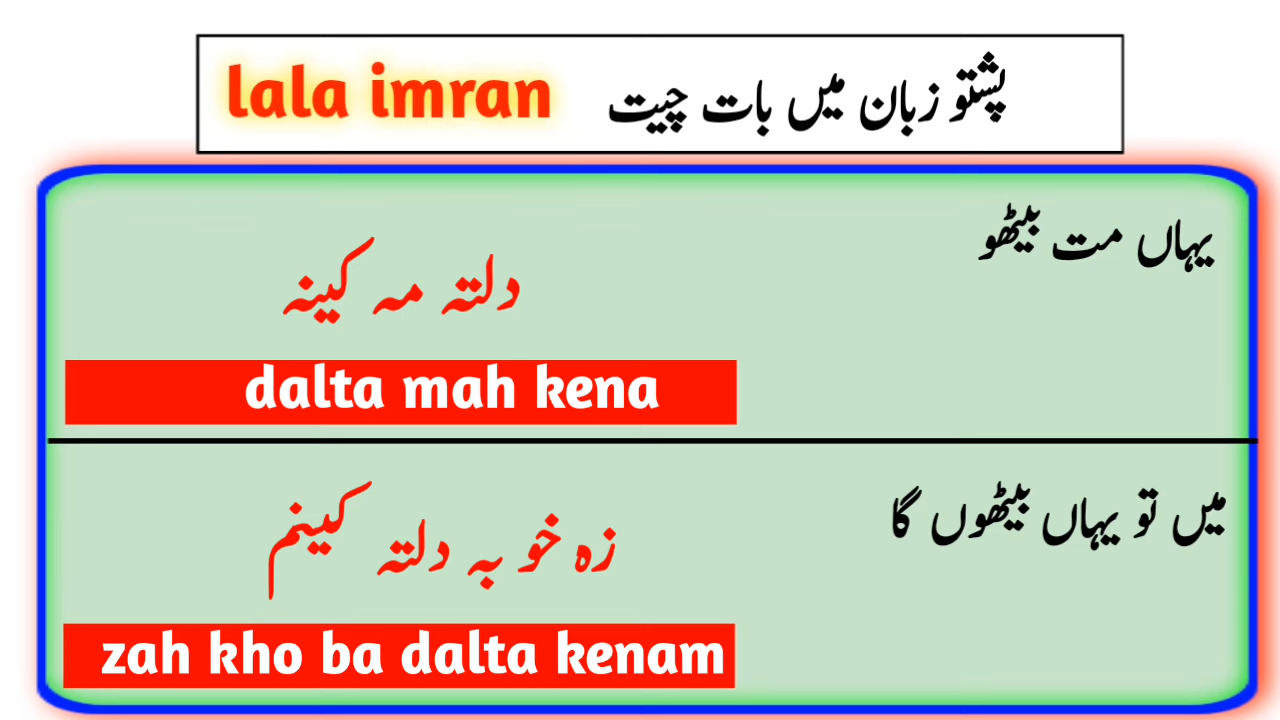 پشتو زبان میں بات چیت lala imran
یہاں مت بیٹھو
دلتہ مہ کینہ
dalta mah kena
میں تو یہاں بیٹھوں گا
زہ خو بہ دلتہ کینم
zah kho ba dalta kenam